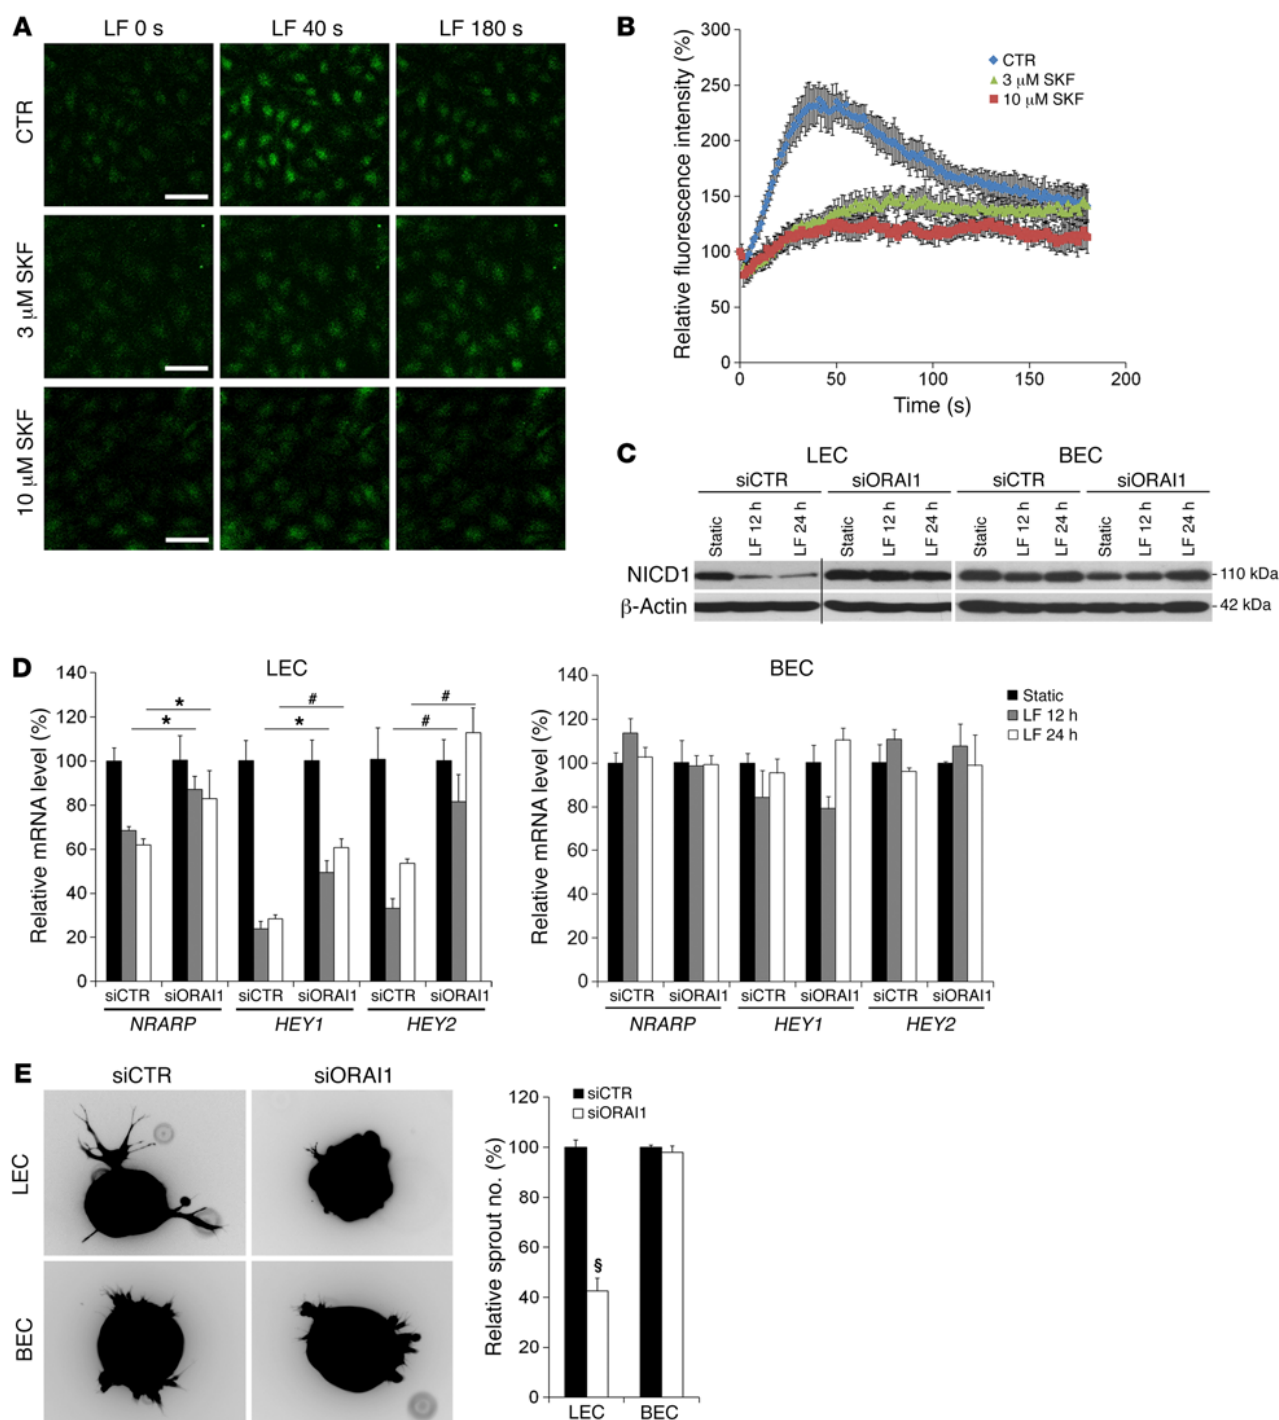 A
LF 0 s
LF 40 s
LF 180 s
CTR
3 µM SKF
10 µM SKF
B
Relative fluorescence intensity (%)
300
250
200
150
100
50
0
0
50
100
150
200
Time (s)
CTR
3 µM SKF
10 µM SKF
C
LEC
BEC
siCTR
siORAI1
siCTR
siORAI1
Static
LF 12 h
LF 24 h
Static
LF 12 h
LF 24 h
Static
LF 12 h
LF 24 h
Static
LF 12 h
LF 24 h
NICD1
110 kDa
β-Actin
42 kDa
D
LEC
Relative mRNA level (%)
140
120
100
80
60
40
20
0
*
*
#
*
#
#
siCTR
siORAI1
siCTR
siORAI1
siCTR
siORAI1
NRARP
HEY1
HEY2
BEC
Relative mRNA level (%)
140
120
100
80
60
40
20
0
siCTR
siORAI1
siCTR
siORAI1
siCTR
siORAI1
NRARP
HEY1
HEY2
Static
LF 12 h
LF 24 h
E
siCTR
siORAI1
LEC
BEC
Relative sprout no. (%)
120
100
80
60
40
20
0
siCTR
siORAI1
§
LEC
BEC